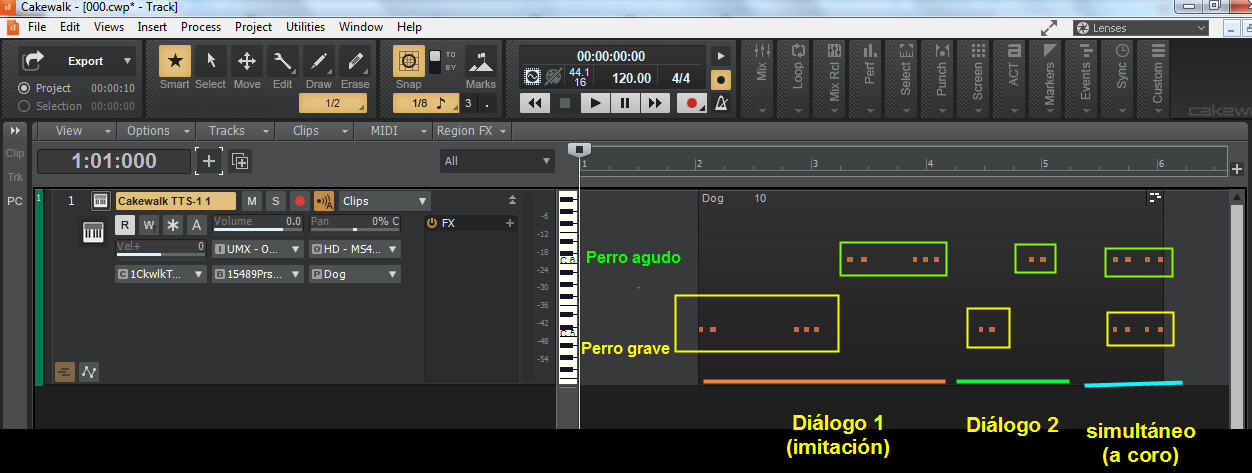 Cakewalk - [000.cwp* - Track]
File Edit Views Insert Process Project Utilities Window Help
Lenses
Export
Project 00:00:10
Selection 00:00:00
Smart Select Move Edit Draw Erase
1/2
Snap
TO
BY
Marks
1/8 3 .
00:00:00:00
44.1
16
120.00 4/4
Mix Loop Mix Rcl Perf Select Punch Screen ACT Markers Events Sync Custom
cakew
View Options Tracks Clips MIDI Region FX
Clip
Trk
PC
1:01:000
All
1 2 3 4 5 6
1 1 Cakewalk TTS-1 1 M S A Clips
R W * A Volume 0.0 Pan 0% C
Vel+ 0 I UMX - O... O HD - MS4...
C 1CkwlkT... B 15489Prs... P Dog
FX
-6
-12
-18
-24
-30
-36
-42
-48
-54
Dog 10
Perro agudo
Perro grave
Diálogo 1
(imitación)
Diálogo 2
simultáneo
(a coro)